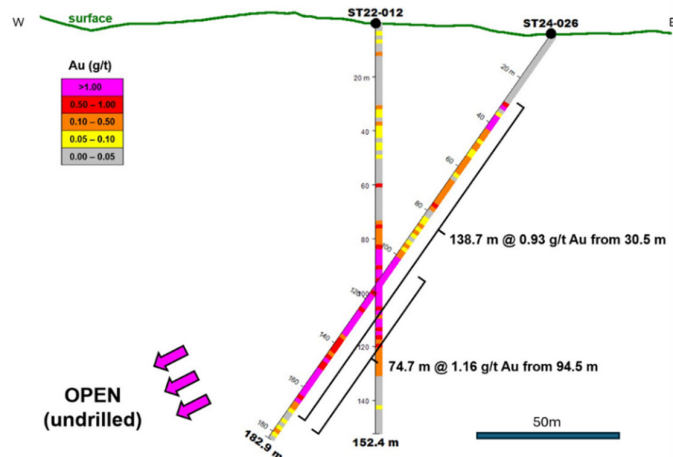 W
ST22-012
ST24-026
E
surface
Au (g/t)
>1.00
0.50 – 1.00
0.10 – 0.50
0.05 – 0.10
0.00 – 0.05
20 m
20 m
40
40
60
60
80
80
100
100
120
120
140
140
160
180
138.7 m @ 0.93 g/t Au from 30.5 m
74.7 m @ 1.16 g/t Au from 94.5 m
OPEN
(undrilled)
182.9 m
152.4 m
50m